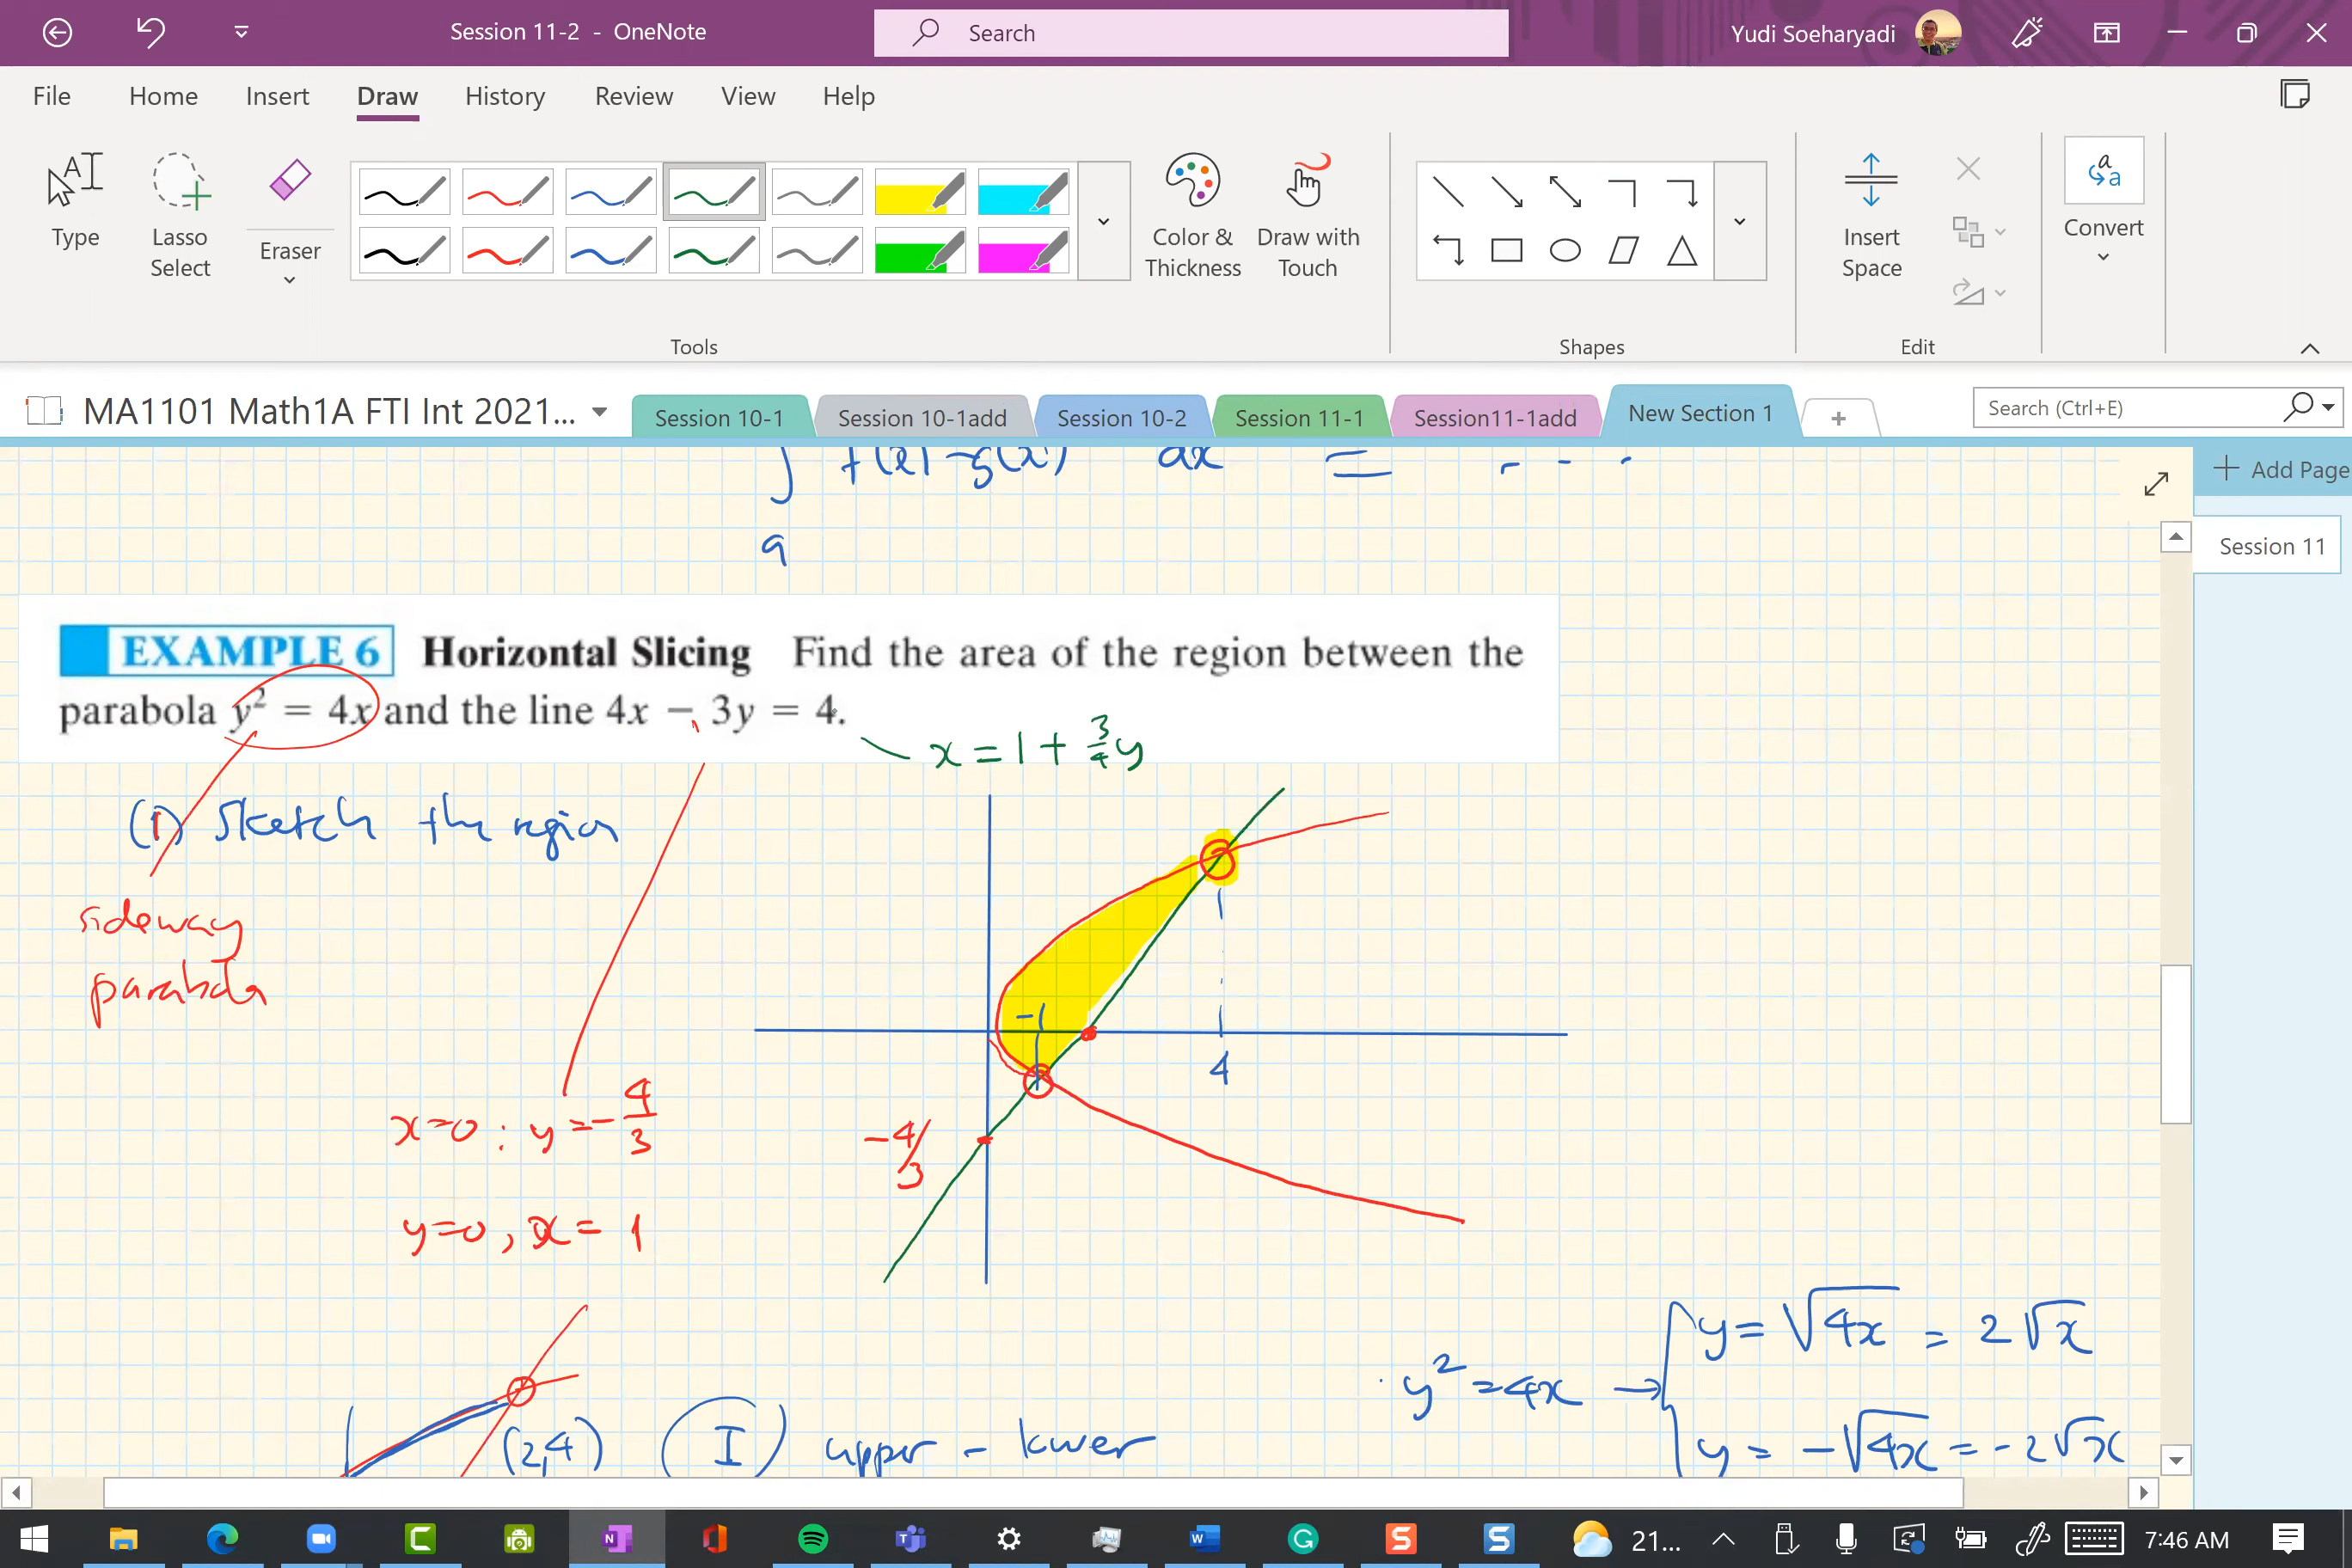 Session 11-2 - OneNote
Search
Yudi Soeharyadi
File Home Insert Draw History Review View Help
Type
Lasso Select
Eraser
Color & Thickness
Draw with Touch
Insert Space
Convert
Tools
Shapes
Edit
MA1101 Math1A FTI Int 2021...
Session 10-1
Session 10-1add
Session 10-2
Session 11-1
Session11-1add
New Section 1
Search (Ctrl+E)
Add Page
Session 11
∫ f(x) - g(x) dx = ...
a
EXAMPLE 6 Horizontal Slicing Find the area of the region between the
parabola y² = 4x and the line 4x − 3y = 4.
x = 1 + 3/4 y
(1) Sketch the region
sideway
parabola
-1
4
x=0 : y = -4/3
-4/3
y=0, x = 1
y = √4x = 2√x
y² = 4x →
(2,4) (I) upper - lower
y = -√4x = -2√x
21...
7:46 AM